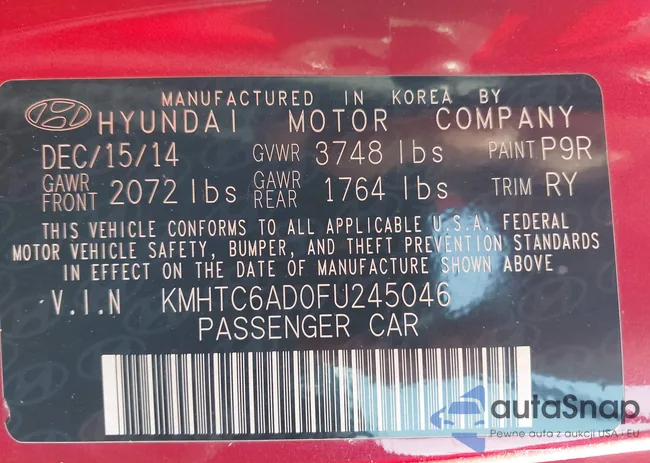 MANUFACTURED IN KOREA BY
HYUNDAI MOTOR COMPANY
DEC/15/14 GVWR 3748 lbs PAINT P9R
GAWR FRONT 2072 lbs GAWR REAR 1764 lbs TRIM RY
THIS VEHICLE CONFORMS TO ALL APPLICABLE U.S.A. FEDERAL
MOTOR VEHICLE SAFETY, BUMPER, AND THEFT PREVENTION STANDARDS
IN EFFECT ON THE DATE OF MANUFACTURE SHOWN ABOVE
V.I.N KMHTC6AD0FU245046
PASSENGER CAR
autaSnap
Pewne auta z aukcji USA i EU